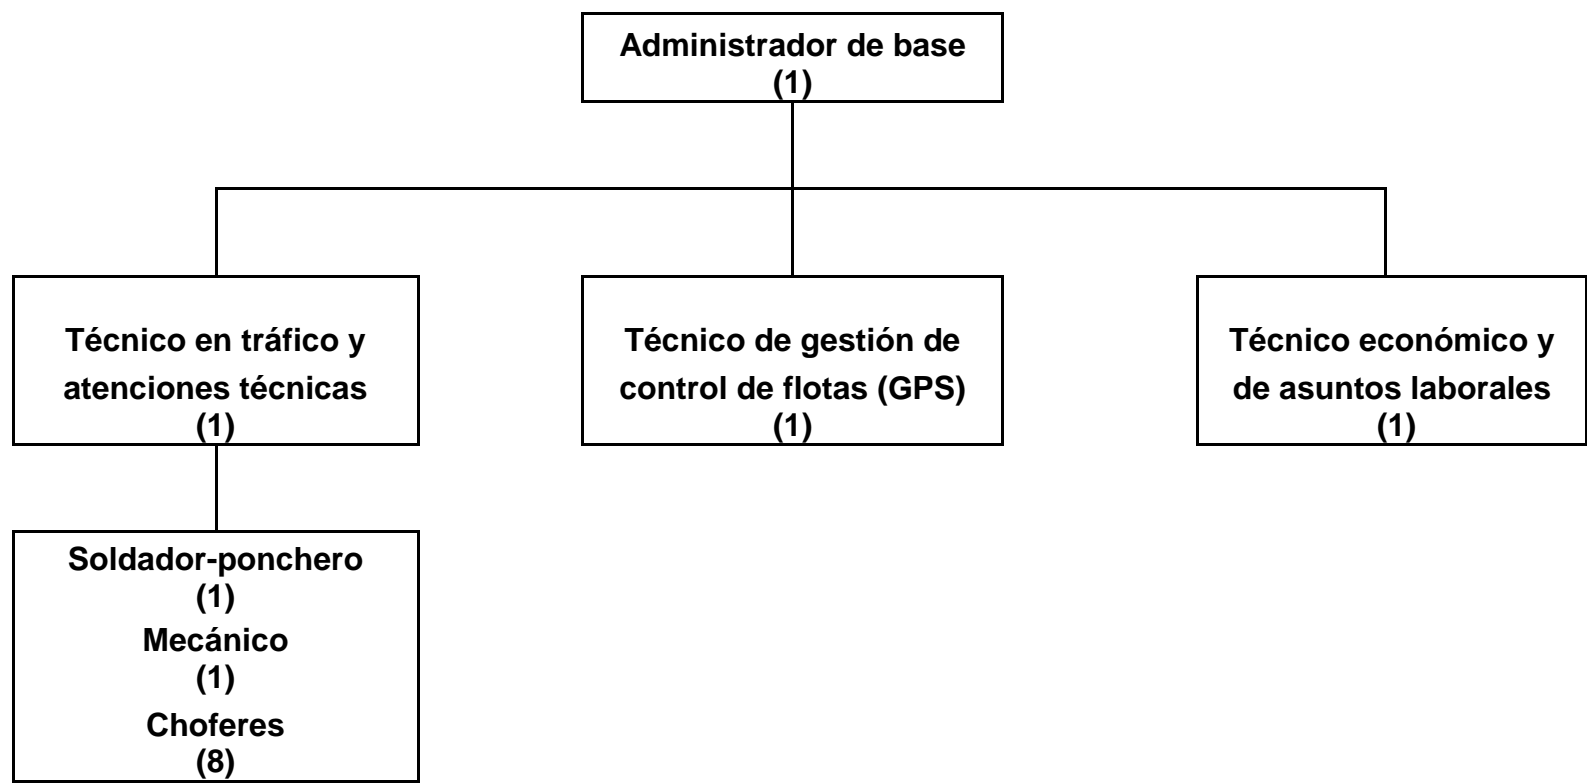 Administrador de base
(1)
Técnico en tráfico y
atenciones técnicas
(1)
Técnico de gestión de
control de flotas (GPS)
(1)
Técnico económico y
de asuntos laborales
(1)
Soldador-ponchero
(1)
Mecánico
(1)
Choferes
(8)